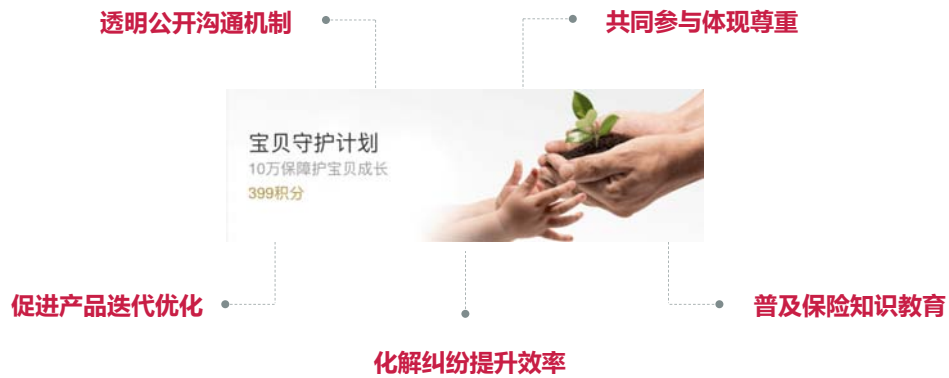 透明公开沟通机制
共同参与体现尊重
宝贝守护计划
10万保障护宝贝成长
399积分
促进产品迭代优化
普及保险知识教育
化解纠纷提升效率